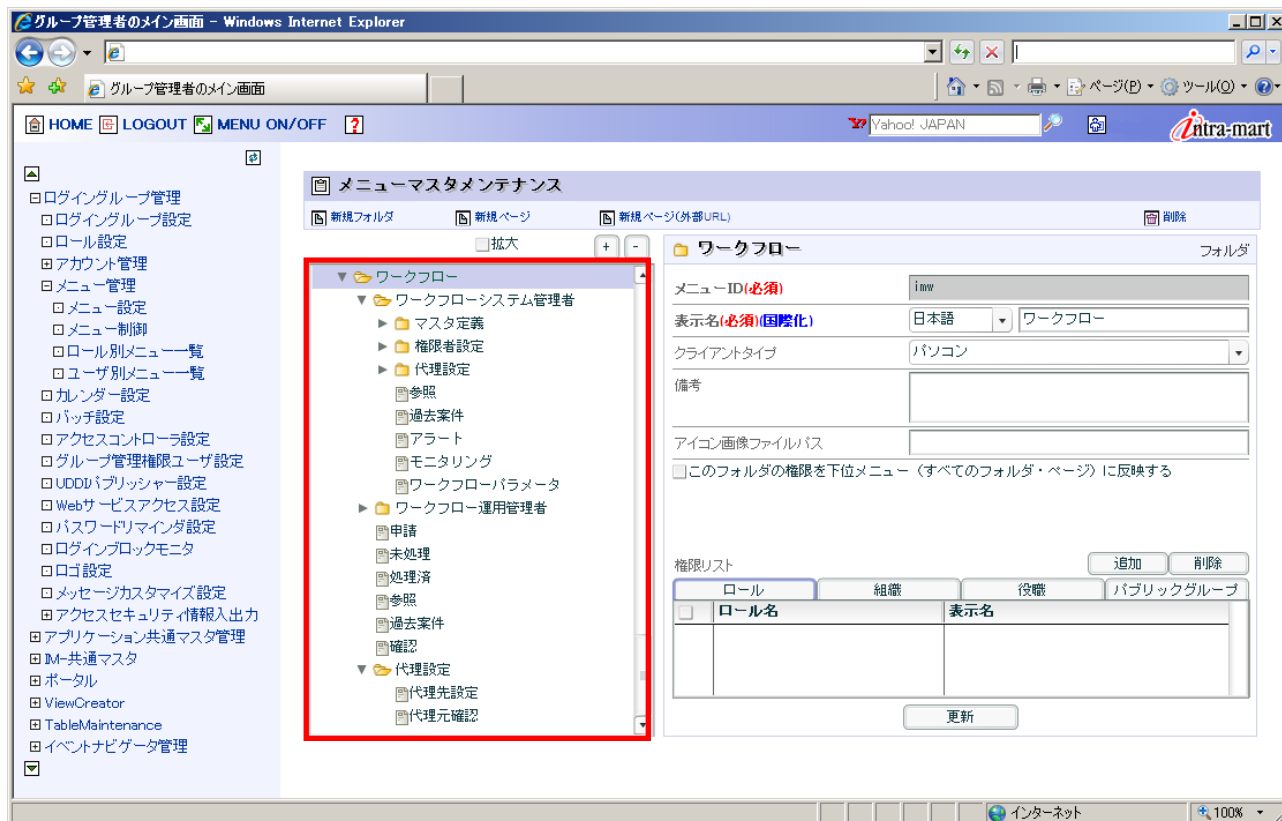 グループ管理者のメイン画面 - Windows Internet Explorer
グループ管理者のメイン画面
ページ(P)
ツール(O)
HOME LOGOUT MENU ON/OFF ?
Yahoo! JAPAN
intra-mart
ログイングループ管理
ログイングループ設定
ロール設定
アカウント管理
メニュー管理
メニュー設定
メニュー制御
ロール別メニュー一覧
ユーザ別メニュー一覧
カレンダー設定
バッチ設定
アクセスコントローラ設定
グループ管理権限ユーザ設定
UDDIパブリッシャー設定
Webサービスアクセス設定
パスワードリマインダ設定
ログインブロックモニタ
ロゴ設定
メッセージカスタマイズ設定
アクセスセキュリティ情報入出力
アプリケーション共通マスタ管理
IM-共通マスタ
ポータル
ViewCreator
TableMaintenance
イベントナビゲータ管理
メニューマスタメンテナンス
新規フォルダ 新規ページ 新規ページ(外部URL) 削除
拡大 + -
ワークフロー
ワークフローシステム管理者
マスタ定義
権限者設定
代理設定
参照
過去案件
アラート
モニタリング
ワークフローパラメータ
ワークフロー運用管理者
申請
未処理
処理済
参照
過去案件
確認
代理設定
代理先設定
代理元確認
ワークフロー フォルダ
メニューID(必須) imw
表示名(必須)(国際化) 日本語 ワークフロー
クライアントタイプ パソコン
備考
アイコン画像ファイルパス
このフォルダの権限を下位メニュー（すべてのフォルダ・ページ）に反映する
権限リスト 追加 削除
ロール 組織 役職 パブリックグループ
ロール名 表示名
更新
インターネット 100%